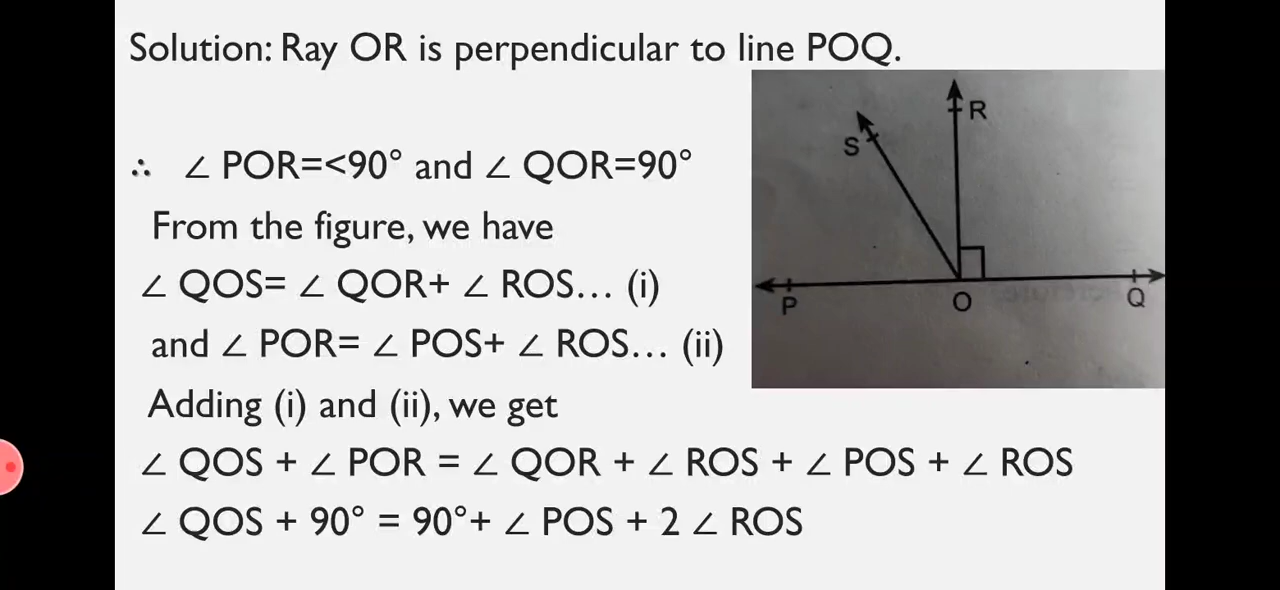 Solution: Ray OR is perpendicular to line POQ.
∴ ∠ POR=<90° and ∠ QOR=90°
From the figure, we have
∠ QOS= ∠ QOR+ ∠ ROS... (i)
and ∠ POR= ∠ POS+ ∠ ROS... (ii)
Adding (i) and (ii), we get
∠ QOS + ∠ POR = ∠ QOR + ∠ ROS + ∠ POS + ∠ ROS
∠ QOS + 90° = 90°+ ∠ POS + 2 ∠ ROS
R
S
P
O
Q